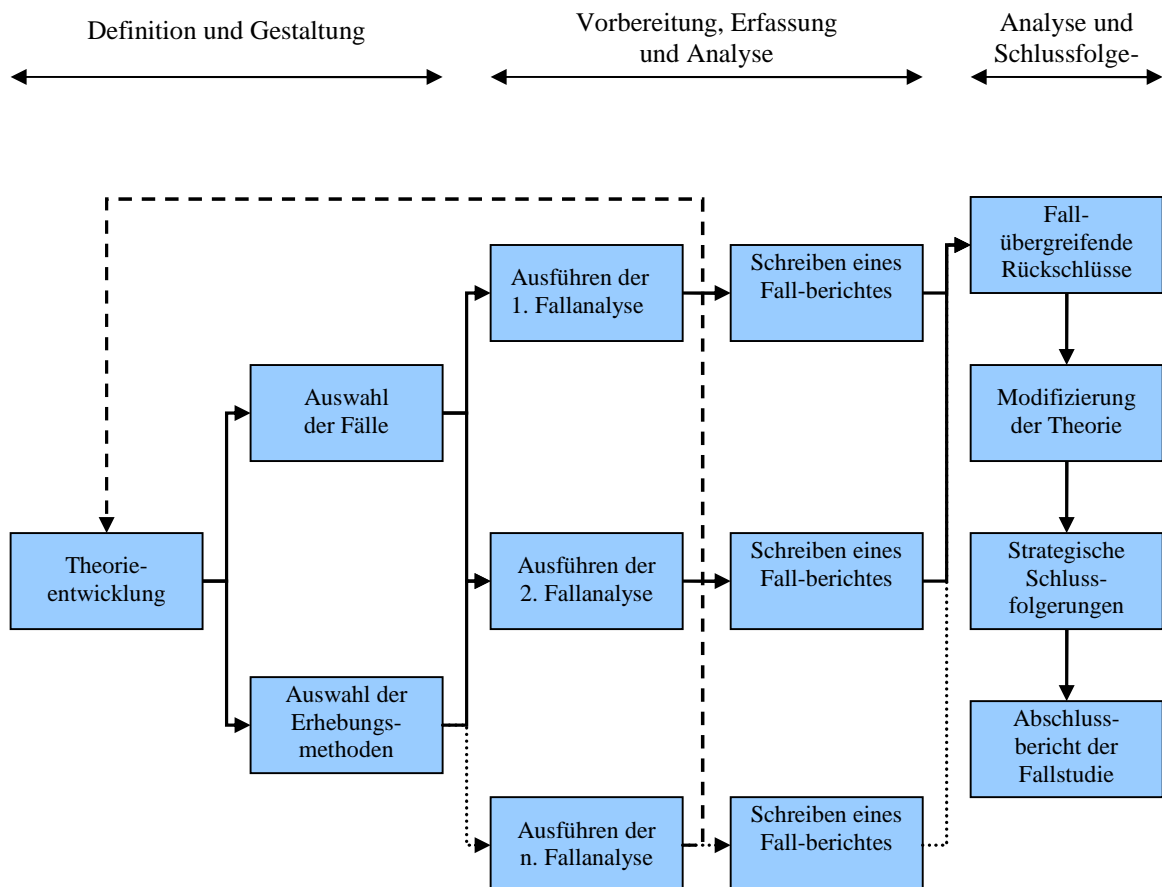 Definition und Gestaltung
Vorbereitung, Erfassung
und Analyse
Analyse und
Schlussfolge-
Theorie-
entwicklung
Auswahl
der Fälle
Auswahl der
Erhebungs-
methoden
Ausführen der
1. Fallanalyse
Ausführen der
2. Fallanalyse
Ausführen der
n. Fallanalyse
Schreiben eines
Fall-berichtes
Schreiben eines
Fall-berichtes
Schreiben eines
Fall-berichtes
Fall-
übergreifende
Rückschlüsse
Modifizierung
der Theorie
Strategische
Schluss-
folgerungen
Abschluss-
bericht der
Fallstudie